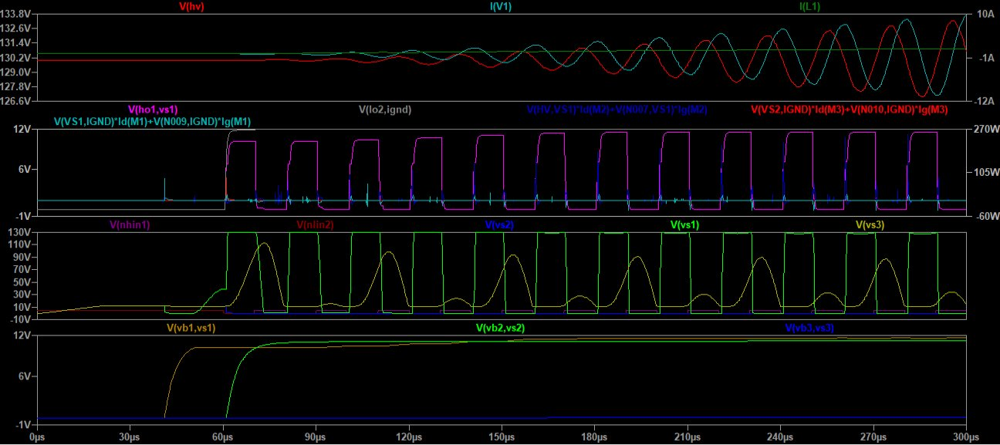 V(hv) I(V1) I(L1)
133.8V 10A
132.6V
131.4V
130.2V -1A
129.0V
127.8V
126.6V -12A
V(ho1,vs1) V(lo2,ignd) V(HV,VS1)*Id(M2)+V(N007,VS1)*Ig(M2) V(VS2,IGND)*Id(M3)+V(N010,IGND)*Ig(M3)
V(VS1,IGND)*Id(M1)+V(N009,IGND)*Ig(M1)
12V 270W
6V 105W
-1V -60W
V(nhin1) V(nlin2) V(vs2) V(vs1) V(vs3)
130V
110V
90V
70V
50V
30V
10V
-10V
V(vb1,vs1) V(vb2,vs2) V(vb3,vs3)
12V
6V
-1V
0µs 30µs 60µs 90µs 120µs 150µs 180µs 210µs 240µs 270µs 300µs